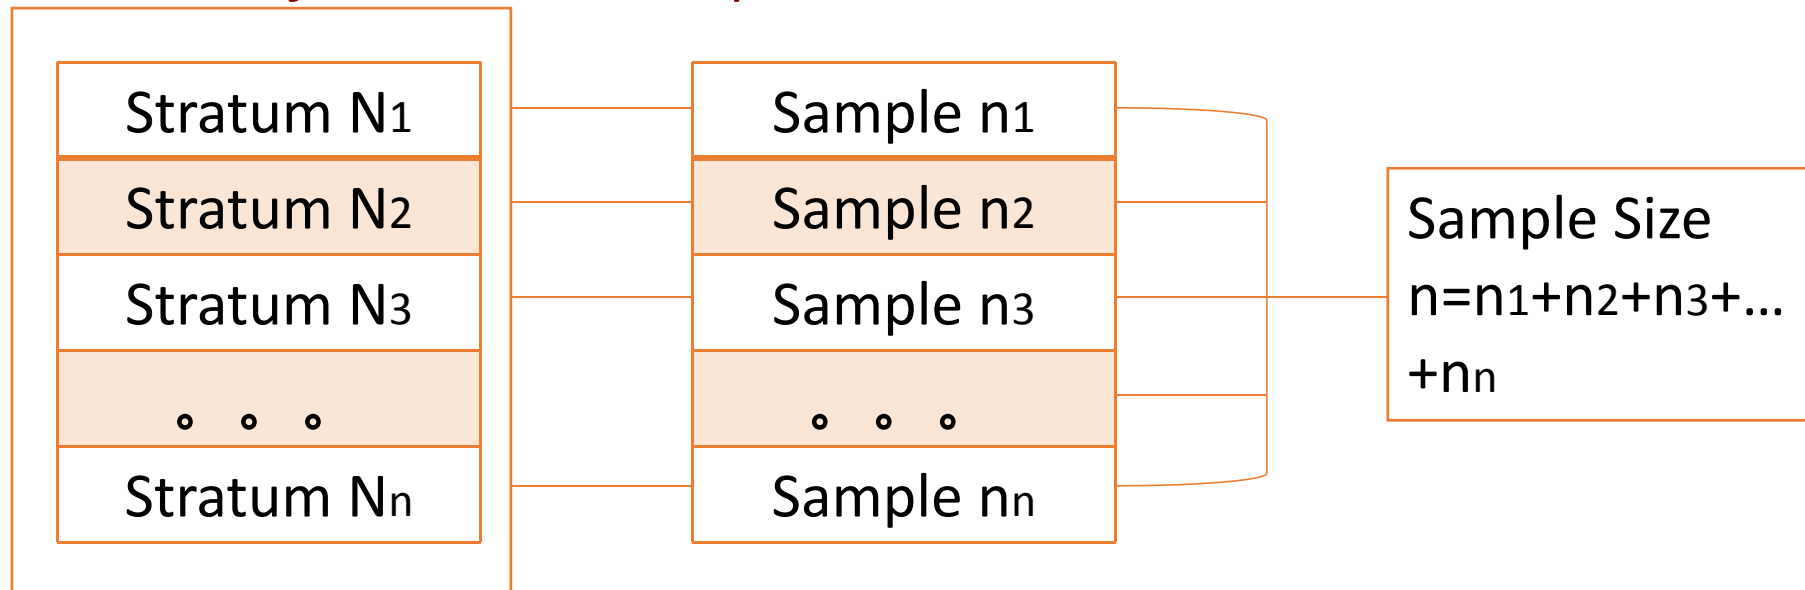 Stratum N1
Stratum N2
Stratum N3
. . .
Stratum Nn
Sample n1
Sample n2
Sample n3
. . .
Sample nn
Sample Size
n=n1+n2+n3+...
+nn